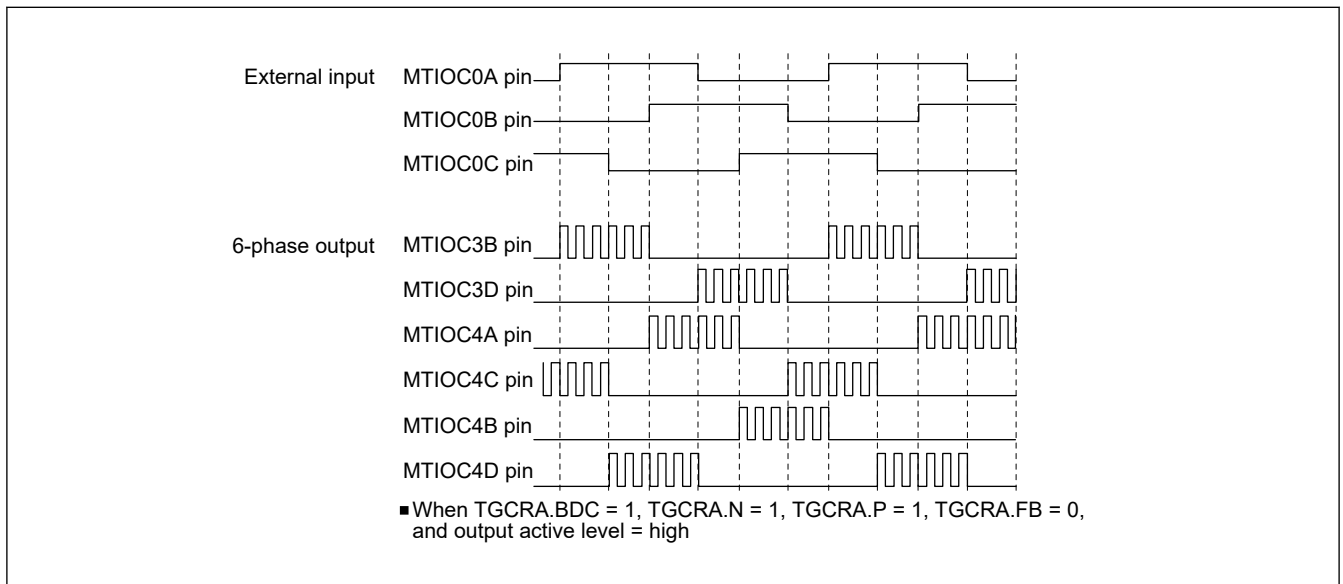 External input MTIOC0A pin
MTIOC0B pin
MTIOC0C pin
6-phase output MTIOC3B pin
MTIOC3D pin
MTIOC4A pin
MTIOC4C pin
MTIOC4B pin
MTIOC4D pin
■ When TGCRA.BDC = 1, TGCRA.N = 1, TGCRA.P = 1, TGCRA.FB = 0,
and output active level = high